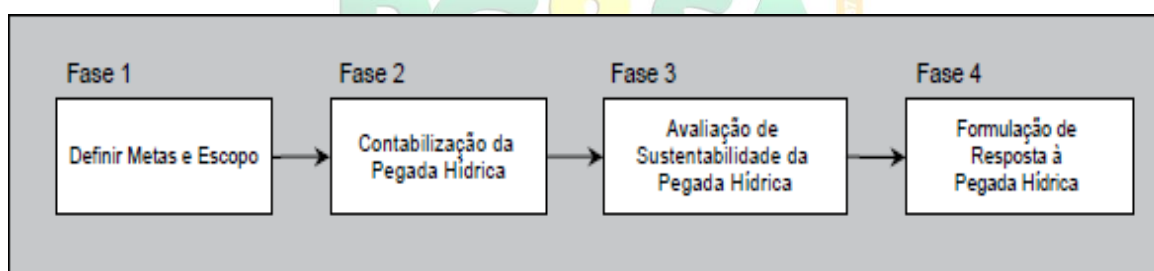 Fase 1
Fase 2
Fase 3
Fase 4
Definir Metas e Escopo
Contabilização da
Pegada Hídrica
Avaliação de
Sustentabilidade da
Pegada Hídrica
Formulação de
Resposta à
Pegada Hídrica